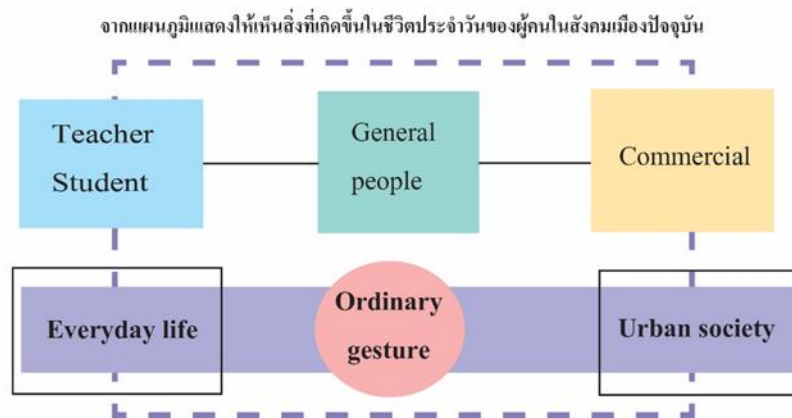 จากแผนภูมิแสดงให้เห็นสิ่งที่เกิดขึ้นในชีวิตประจำวันของผู้คนในสังคมเมืองปัจจุบัน
Teacher
Student
General
people
Commercial
Everyday life
Ordinary
gesture
Urban society